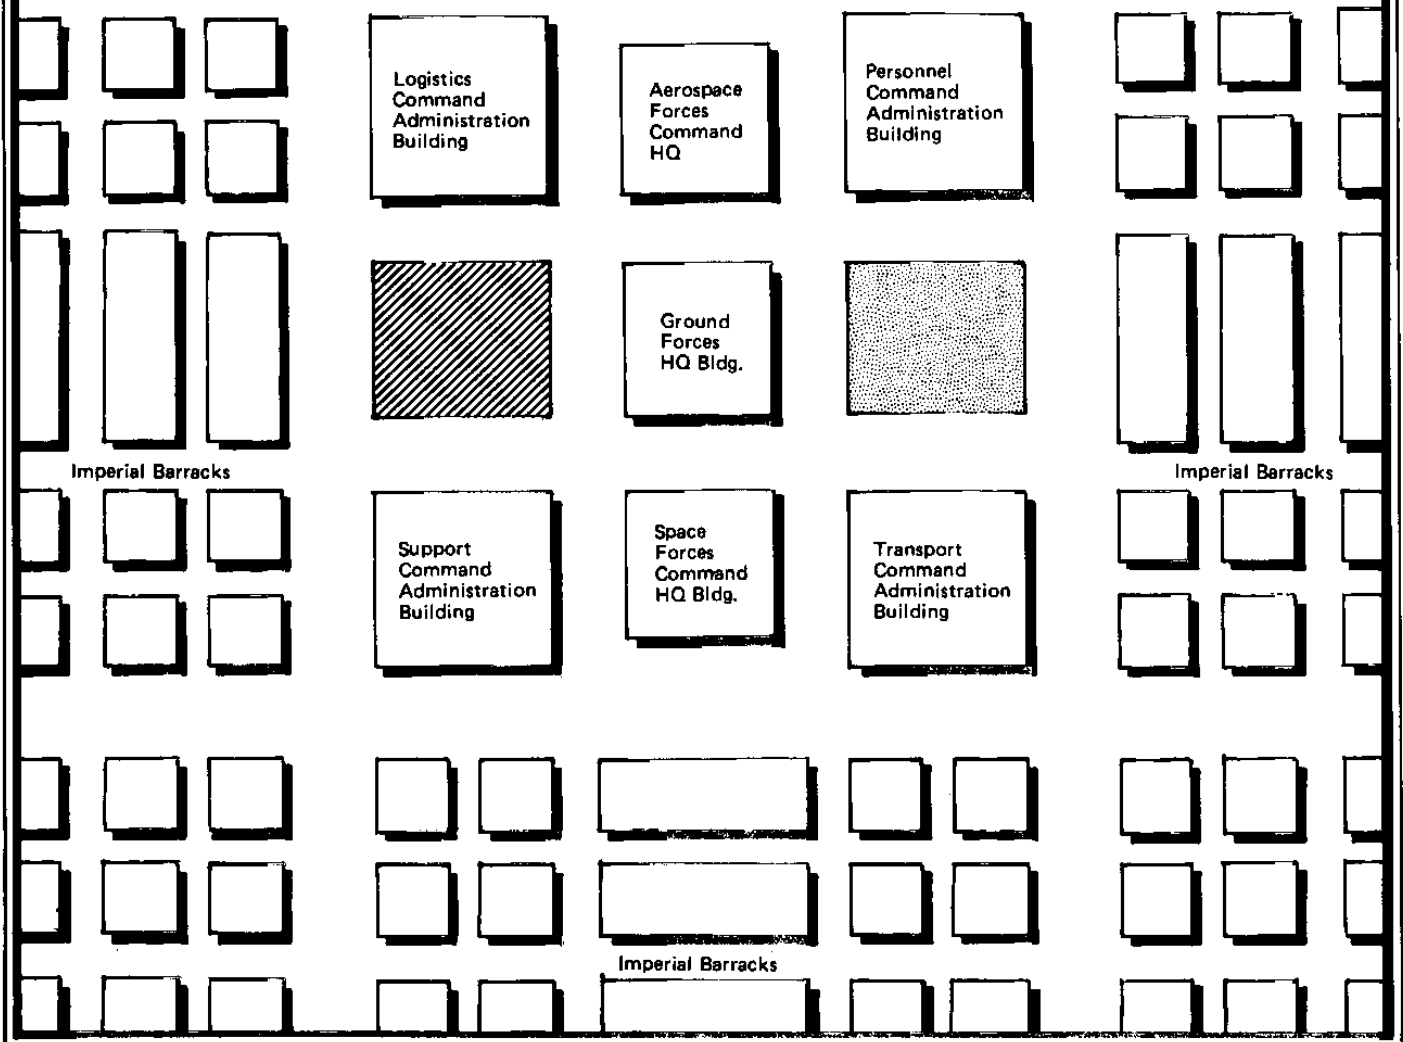 Logistics
Command
Administration
Building
Aerospace
Forces
Command
HQ
Personnel
Command
Administration
Building
Ground
Forces
HQ Bldg.
Imperial Barracks
Imperial Barracks
Support
Command
Administration
Building
Space
Forces
Command
HQ Bldg.
Transport
Command
Administration
Building
Imperial Barracks